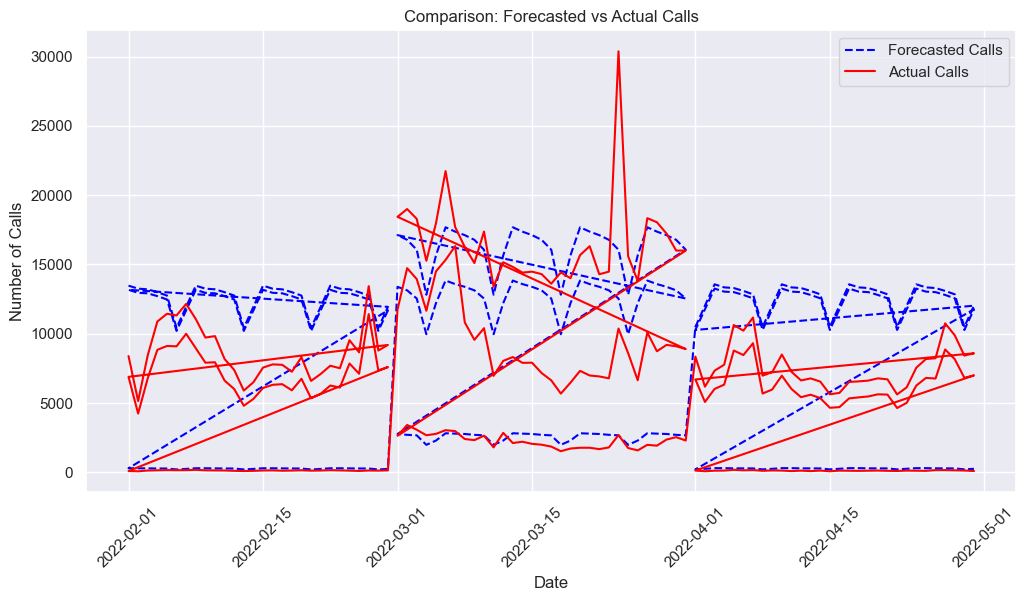 Comparison: Forecasted vs Actual Calls
Forecasted Calls
Actual Calls
Number of Calls
30000
25000
20000
15000
10000
5000
0
2022-02-01
2022-02-15
2022-03-01
2022-03-15
2022-04-01
2022-04-15
2022-05-01
Date